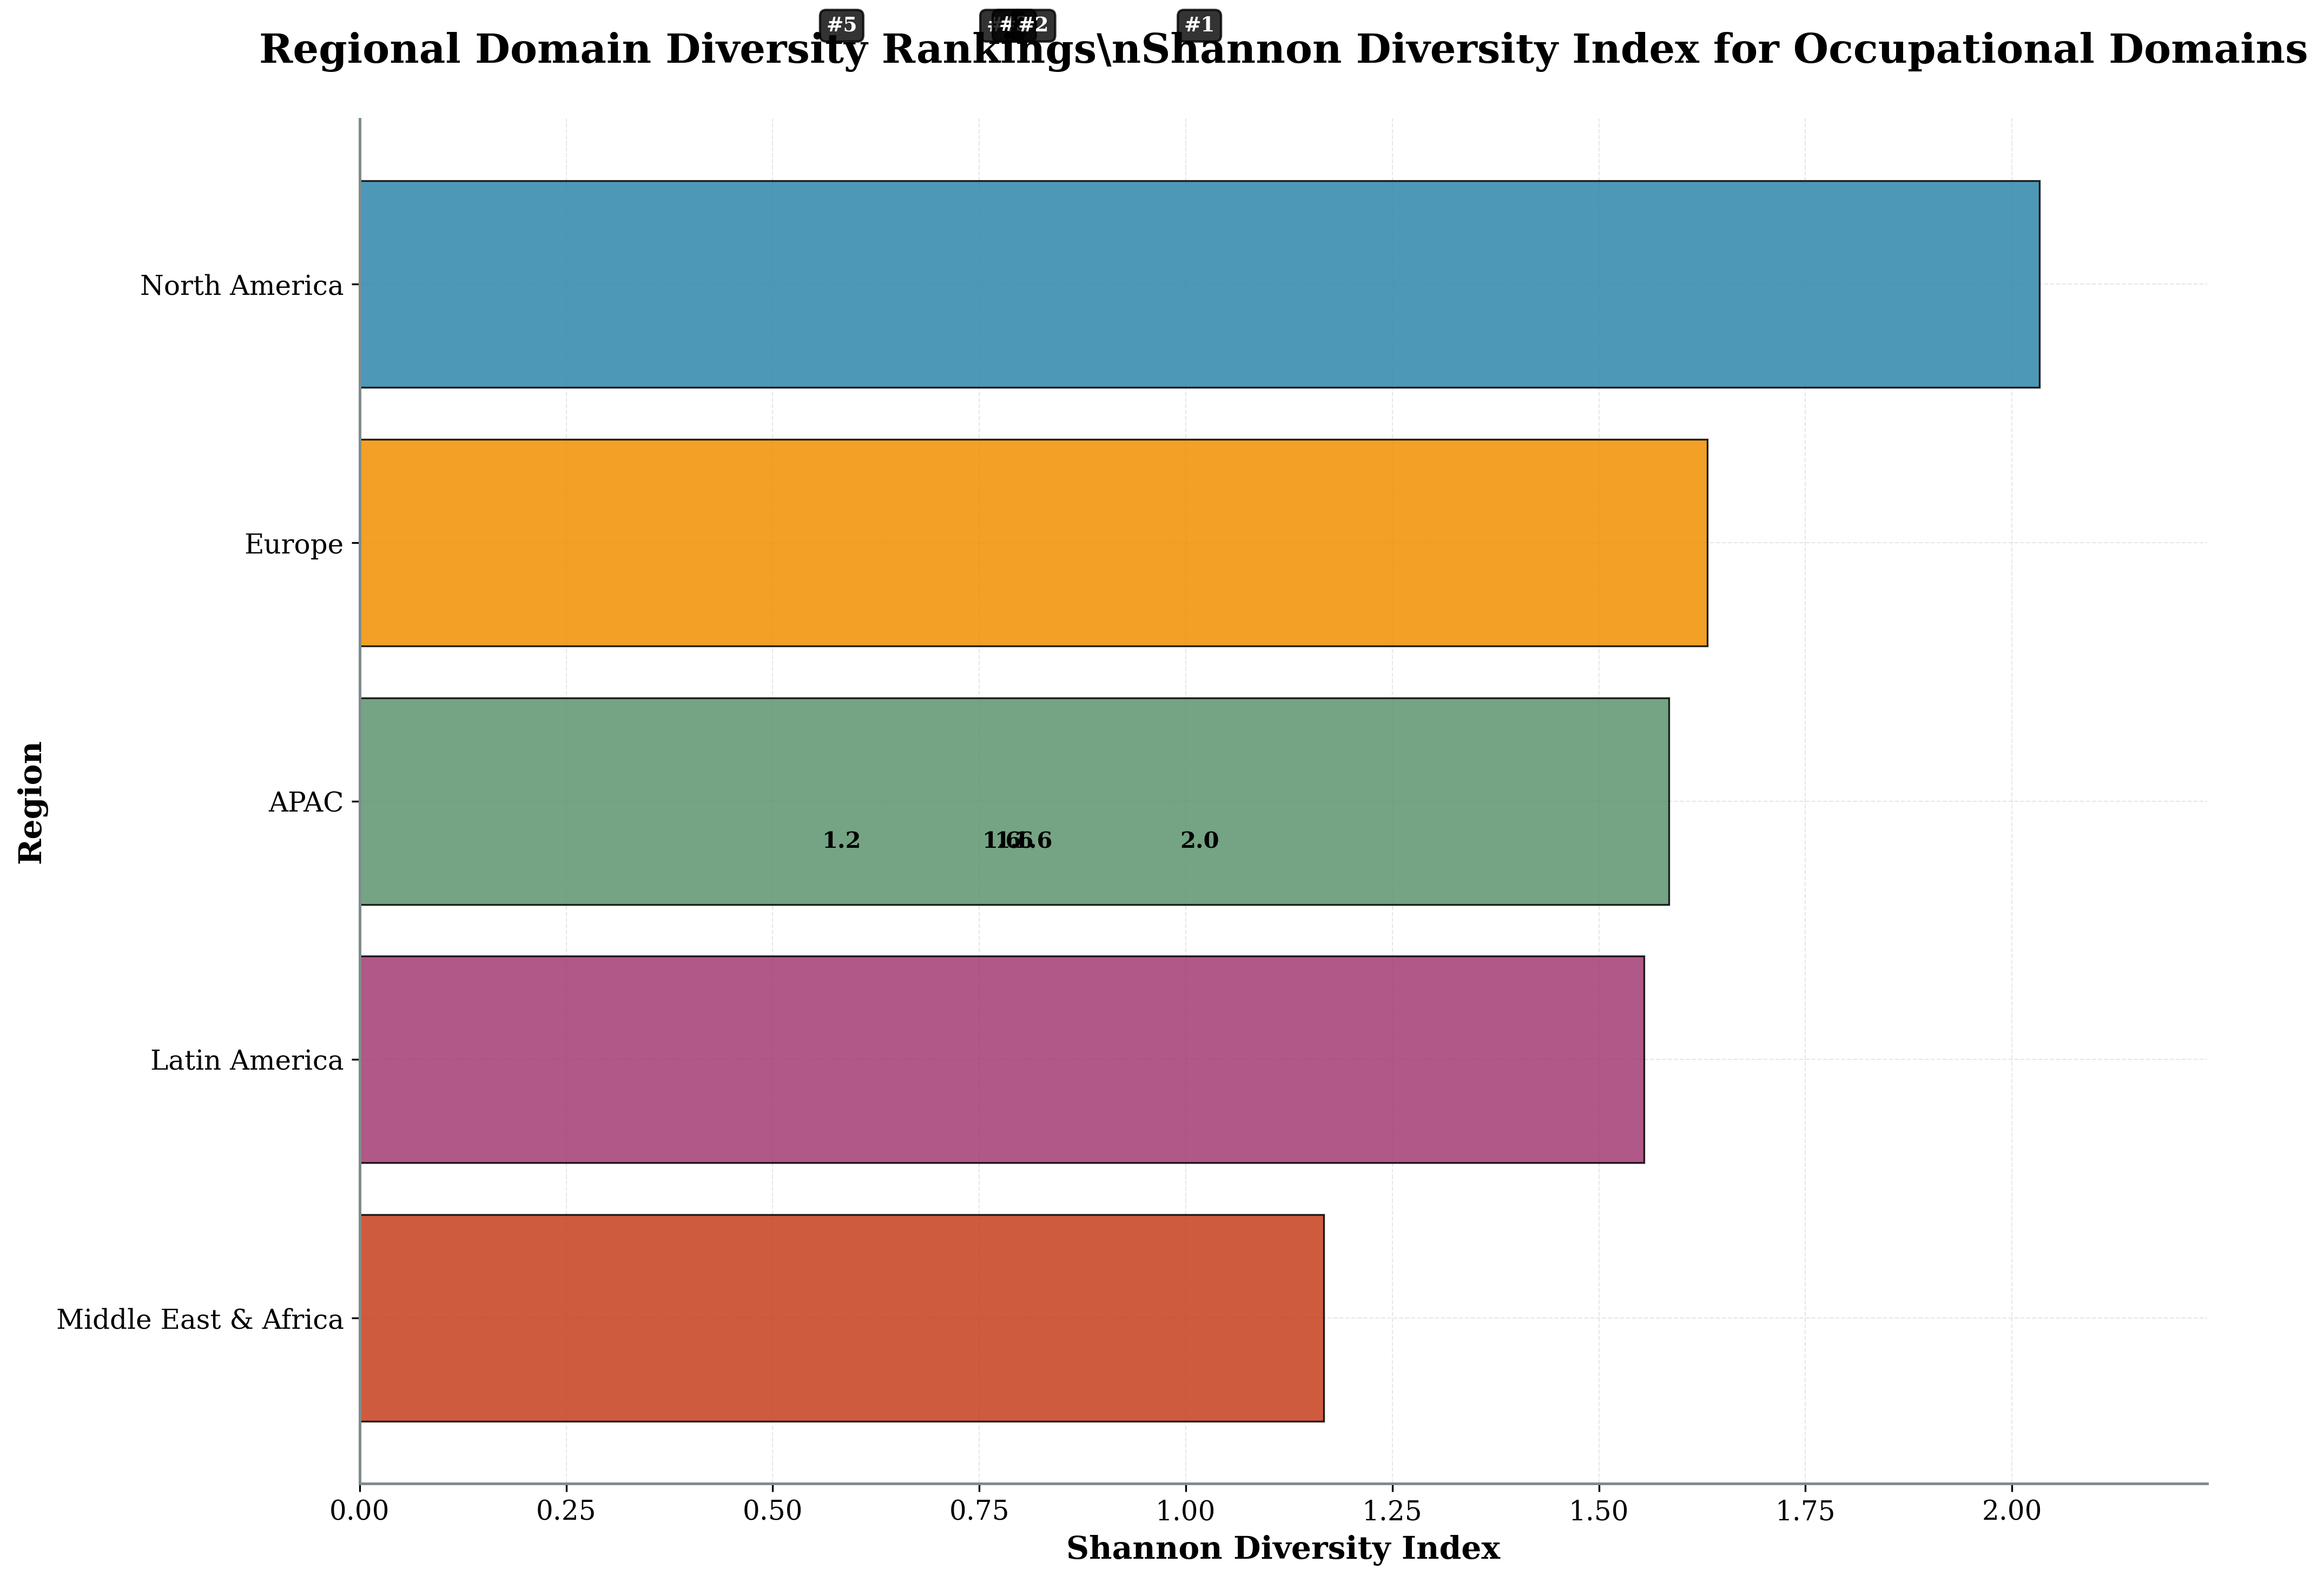 #5 #2 #1
Regional Domain Diversity Rankings\nShannon Diversity Index for Occupational Domains
North America
Europe
APAC
1.2 1.6 2.0
Latin America
Middle East & Africa
Region
0.00 0.25 0.50 0.75 1.00 1.25 1.50 1.75 2.00
Shannon Diversity Index